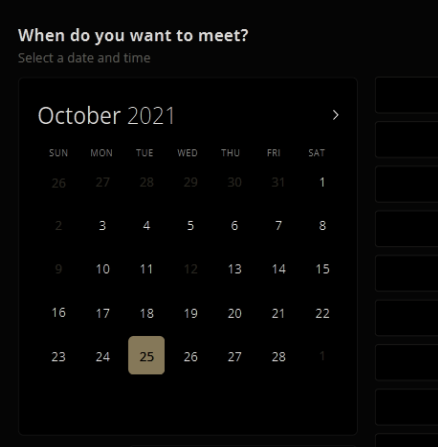 When do you want to meet?
Select a date and time
October 2021
SUN MON TUE WED THU FRI SAT
26 27 28 29 30 31 1
2 3 4 5 6 7 8
9 10 11 12 13 14 15
16 17 18 19 20 21 22
23 24 25 26 27 28 1